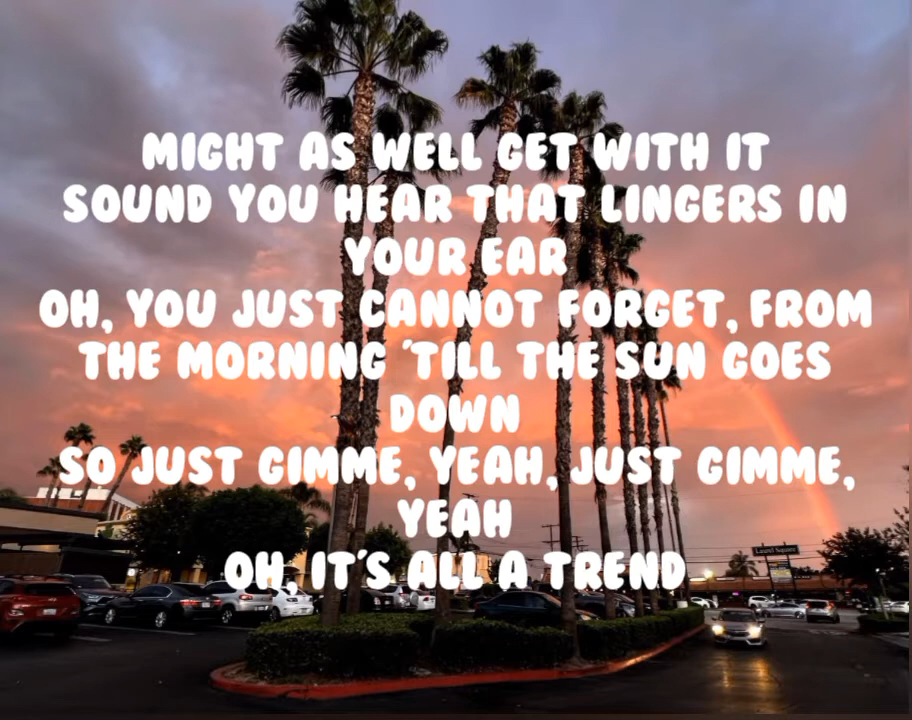 MIGHT AS WELL GET WITH IT
SOUND YOU HEAR THAT LINGERS IN
YOUR EAR
OH, YOU JUST CANNOT FORGET, FROM
THE MORNING 'TILL THE SUN GOES
DOWN
SO JUST GIMME, YEAH, JUST GIMME,
YEAH
OH, IT'S ALL A TREND
Laurel Square